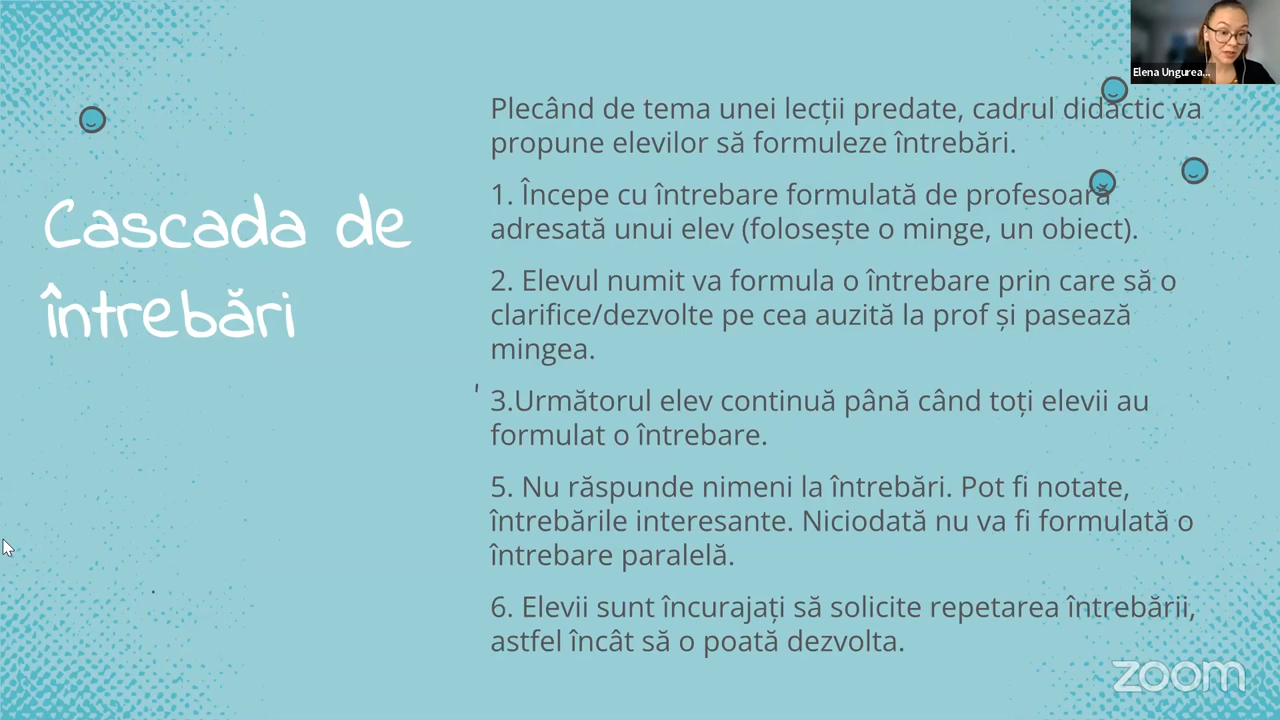 Elena Ungurea...
Cascada de
întrebări
Plecând de tema unei lecții predate, cadrul didactic va
propune elevilor să formuleze întrebări.
1. Începe cu întrebare formulată de profesoară
adresată unui elev (folosește o minge, un obiect).
2. Elevul numit va formula o întrebare prin care să o
clarifice/dezvolte pe cea auzită la prof și pasează
mingea.
3.Următorul elev continuă până când toți elevii au
formulat o întrebare.
5. Nu răspunde nimeni la întrebări. Pot fi notate,
întrebările interesante. Niciodată nu va fi formulată o
întrebare paralelă.
6. Elevii sunt încurajați să solicite repetarea întrebării,
astfel încât să o poată dezvolta.
zoom